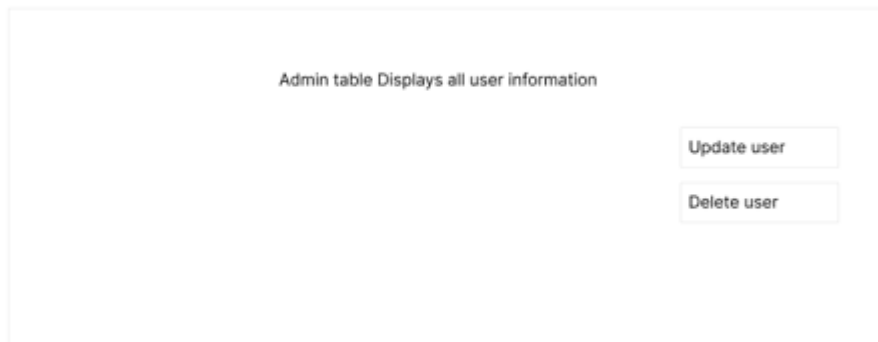 Admin table Displays all user information
Update user
Delete user